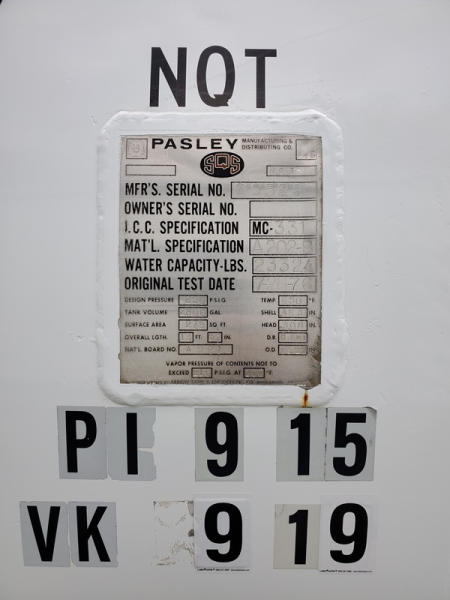 NQT
PASLEY MANUFACTURING & DISTRIBUTING CO.
SQS
MFR'S. SERIAL NO.
OWNER'S SERIAL NO.
I.C.C. SPECIFICATION MC-331
MAT'L. SPECIFICATION A202-B
WATER CAPACITY-LBS. 23324
ORIGINAL TEST DATE
DESIGN PRESSURE P.S.I.G. TEMP. °F
TANK VOLUME GAL SHELL IN
SURFACE AREA SQ FT HEAD IN
OVERALL LGTH. FT IN. D.R.
NAT'L. BOARD NO. O.D.
VAPOR PRESSURE OF CONTENTS NOT TO
EXCEED P.S.I.G. AT °F
PI 9 15
VK 9 19